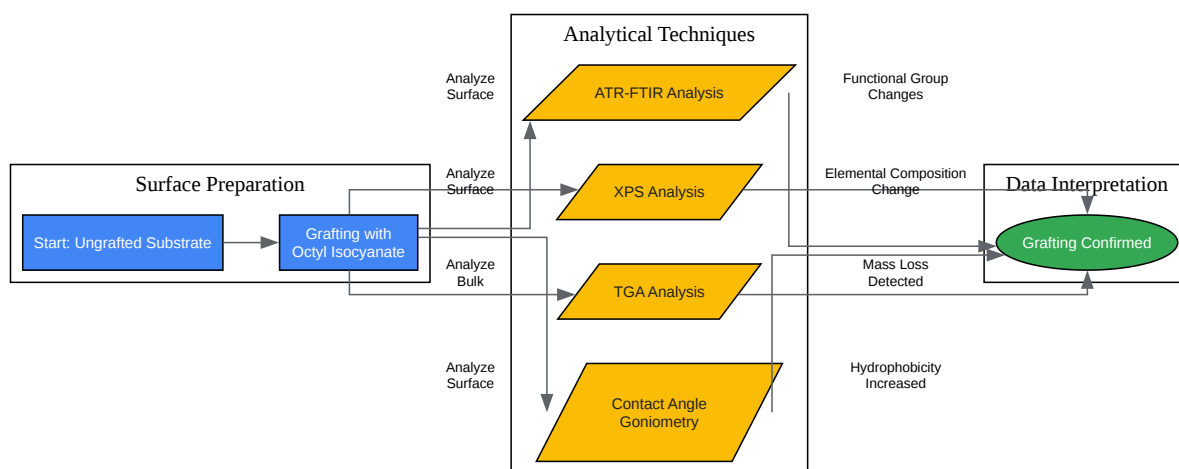 Surface Preparation
Start: Ungrafted Substrate
Grafting with
Octyl Isocyanate
Analyze
Surface
Analyze
Surface
Analyze
Bulk
Analyze
Surface
Analytical Techniques
ATR-FTIR Analysis
XPS Analysis
TGA Analysis
Contact Angle
Goniometry
Functional Group
Changes
Elemental Composition
Change
Mass Loss
Detected
Hydrophobicity
Increased
Data Interpretation
Grafting Confirmed